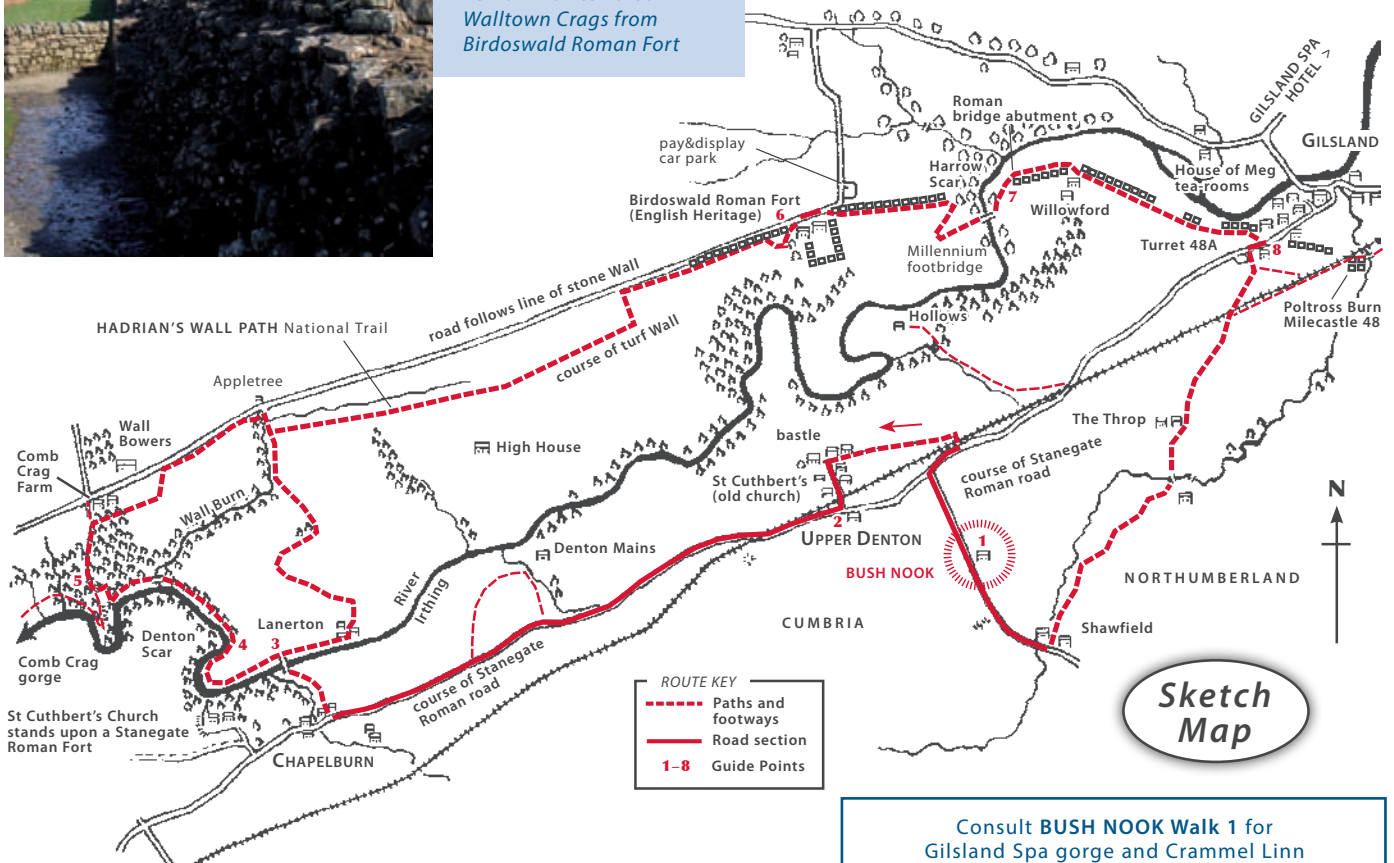 Walltown Crags from
Birdoswald Roman Fort
GILSLAND SPA
HOTEL >
GILSLAND
Roman
bridge abutment
pay&display
car park
Harrow
Scar
House of Meg
tea-rooms
Birdoswald Roman Fort
(English Heritage)
6
7
Willowford
Turret 48A
8
Millennium
footbridge
Poltross Burn
Milecastle 48
road follows line of stone Wall
HADRIAN'S WALL PATH National Trail
course of turf Wall
Hollows
Appletree
Wall
Bowers
High House
bastle
The Throp
Comb
Crag
Farm
St Cuthbert's
(old church)
course of Stanegate
Roman road
N
Wall Burn
2
UPPER DENTON
1
BUSH NOOK
Denton Mains
NORTHUMBERLAND
5
River
Irthing
CUMBRIA
Lanerton
Shawfield
Denton
Scar
4
3
Comb Crag
gorge
course of Stanegate
Roman road
St Cuthbert's Church
stands upon a Stanegate
Roman Fort
CHAPELBURN
ROUTE KEY
Paths and
footways
Road section
1–8 Guide Points
Sketch
Map
Consult BUSH NOOK Walk 1 for
Gilsland Spa gorge and Crammel Linn